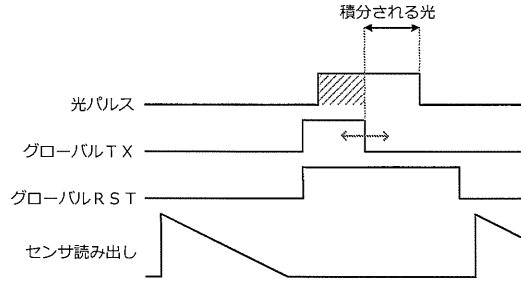 積分される光
光パルス
グローバルＴＸ
グローバルＲＳＴ
センサ読み出し